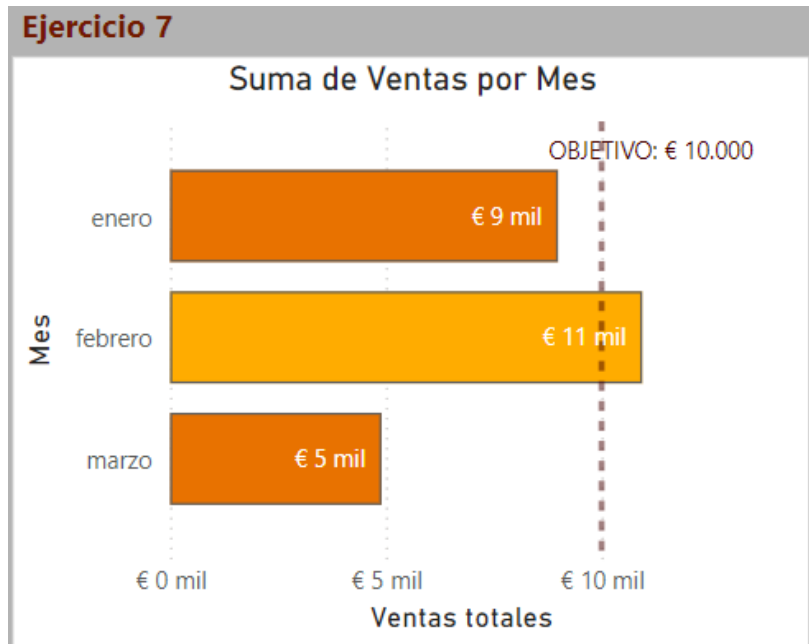 Ejercicio 7
Suma de Ventas por Mes
OBJETIVO: € 10.000
enero
€ 9 mil
febrero
€ 11 mil
marzo
€ 5 mil
Mes
€ 0 mil
€ 5 mil
€ 10 mil
Ventas totales